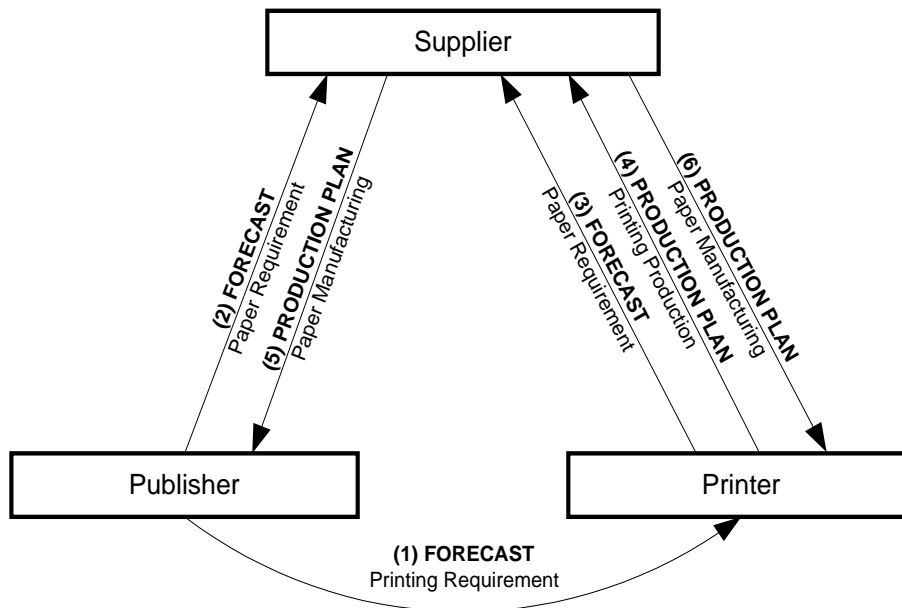 Supplier
(2) FORECAST
Paper Requirement
(5) PRODUCTION PLAN
Paper Manufacturing
(3) FORECAST
Paper Requirement
(4) PRODUCTION PLAN
Printing Production
(6) PRODUCTION PLAN
Paper Manufacturing
Publisher
Printer
(1) FORECAST
Printing Requirement